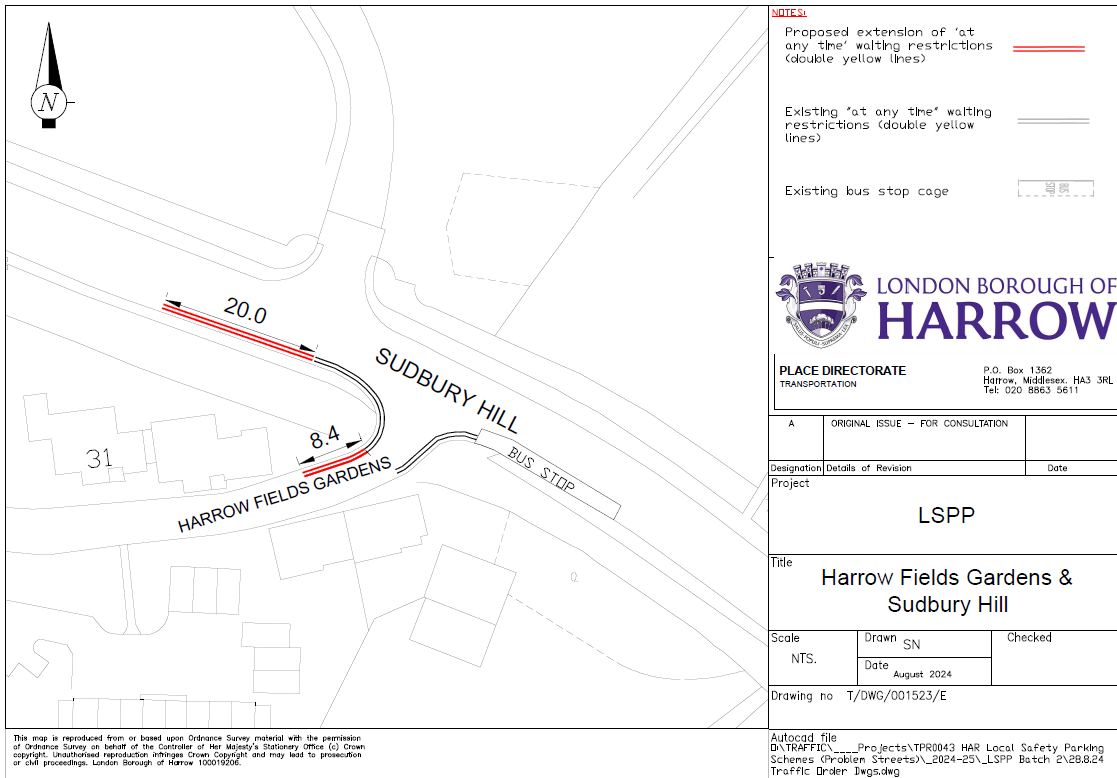 N
20.0
SUDBURY HILL
8.4
31
HARROW FIELDS GARDENS
BUS STOP
This map is reproduced from or based upon Ordnance Survey material with the permission
of Ordnance Survey on behalf of the Controller of Her Majesty's Stationery Office (c) Crown
copyright. Unauthorised reproduction infringes Crown Copyright and may lead to prosecution
or civil proceedings. London Borough of Harrow 100019206.
NOTES:
Proposed extension of 'at
any time' waiting restrictions
(double yellow lines)
Existing "at any time" waiting
restrictions (double yellow
lines)
Existing bus stop cage
BUS
STOP
SALUS POPULI SUPREMA LEX
LONDON BOROUGH OF
HARROW
PLACE DIRECTORATE
TRANSPORTATION
P.O. Box 1362
Harrow, Middlesex. HA3 3RL
Tel: 020 8863 5611
A ORIGINAL ISSUE - FOR CONSULTATION
Designation Details of Revision Date
Project
LSPP
Title
Harrow Fields Gardens &
Sudbury Hill
Scale
NTS.
Drawn SN
Date
August 2024
Checked
Drawing no T/DWG/001523/E
Autocad file
D:\TRAFFIC\____Projects\TPR0043 HAR Local Safety Parking
Schemes (Problem Streets)\_2024-25\_LSPP Batch 2\28.8.24
Traffic Order Dwgs.dwg